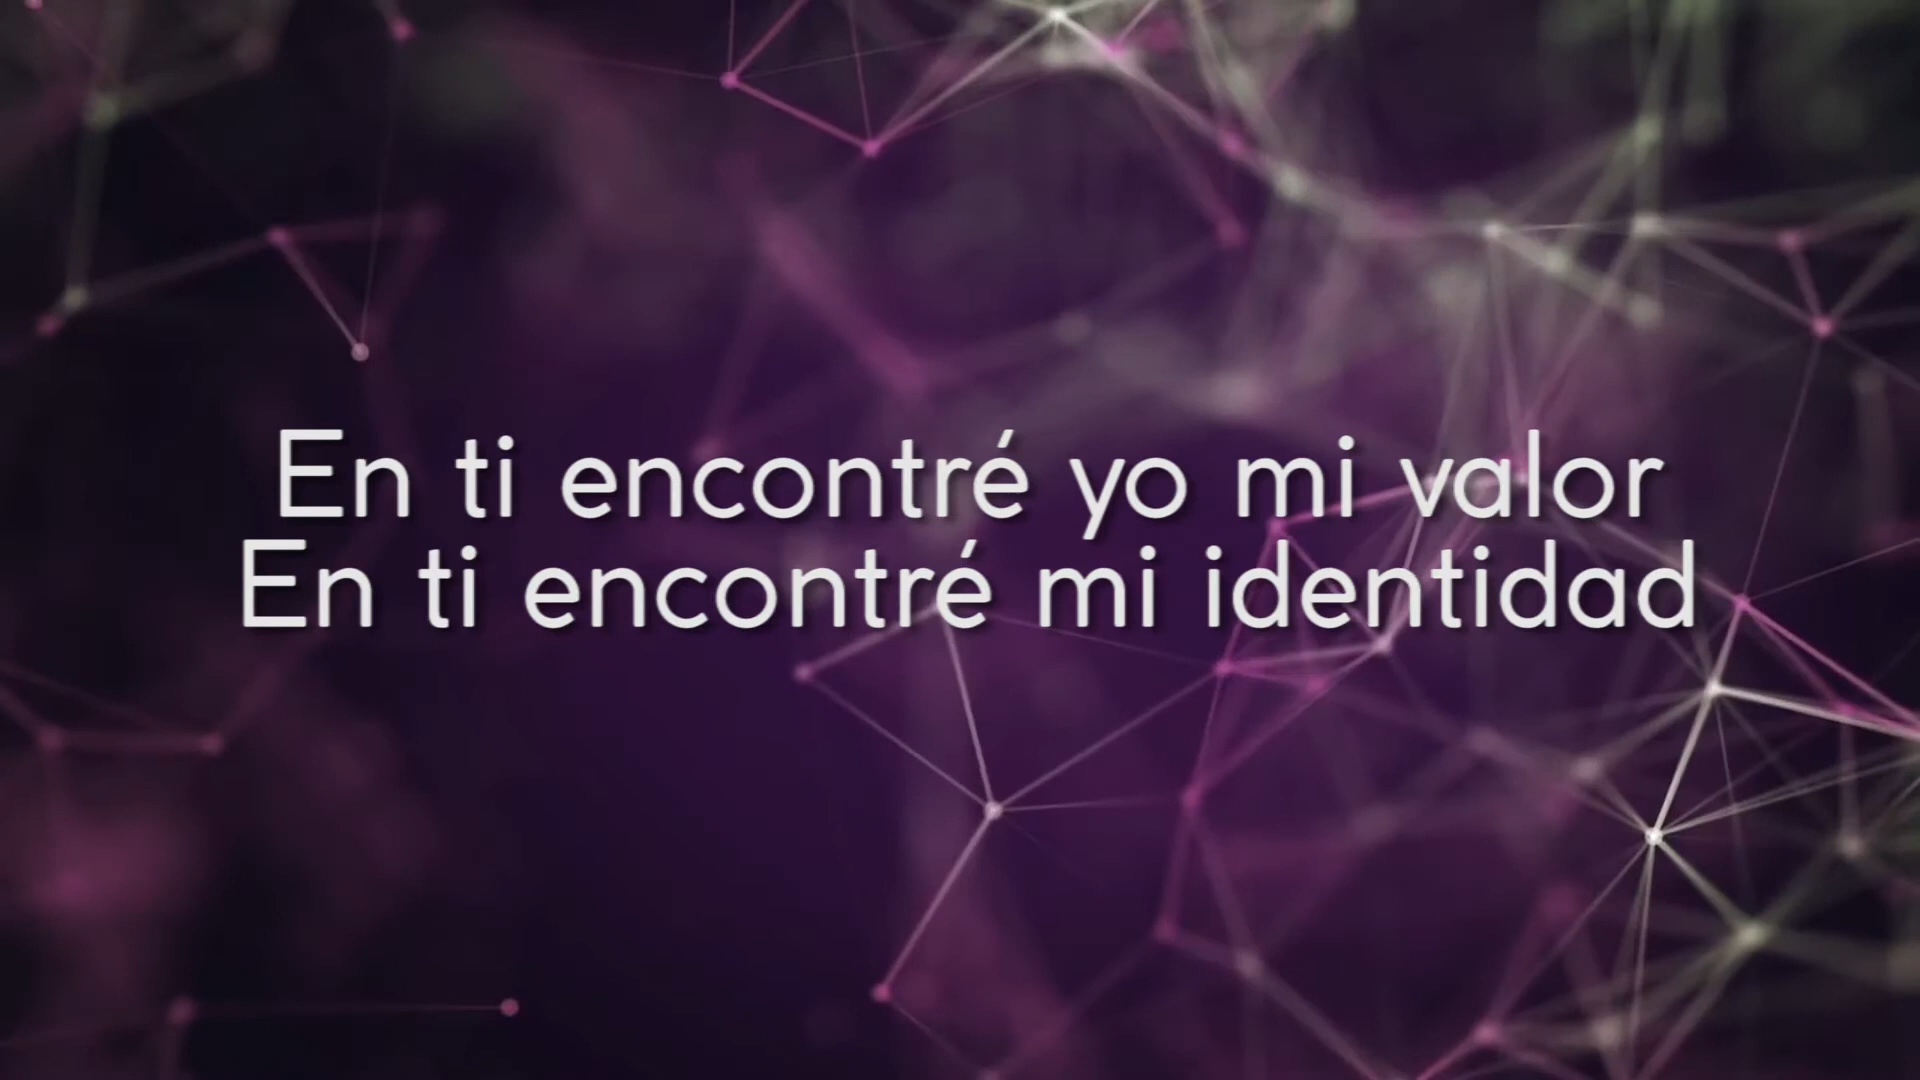 En ti encontré yo mi valor
En ti encontré mi identidad